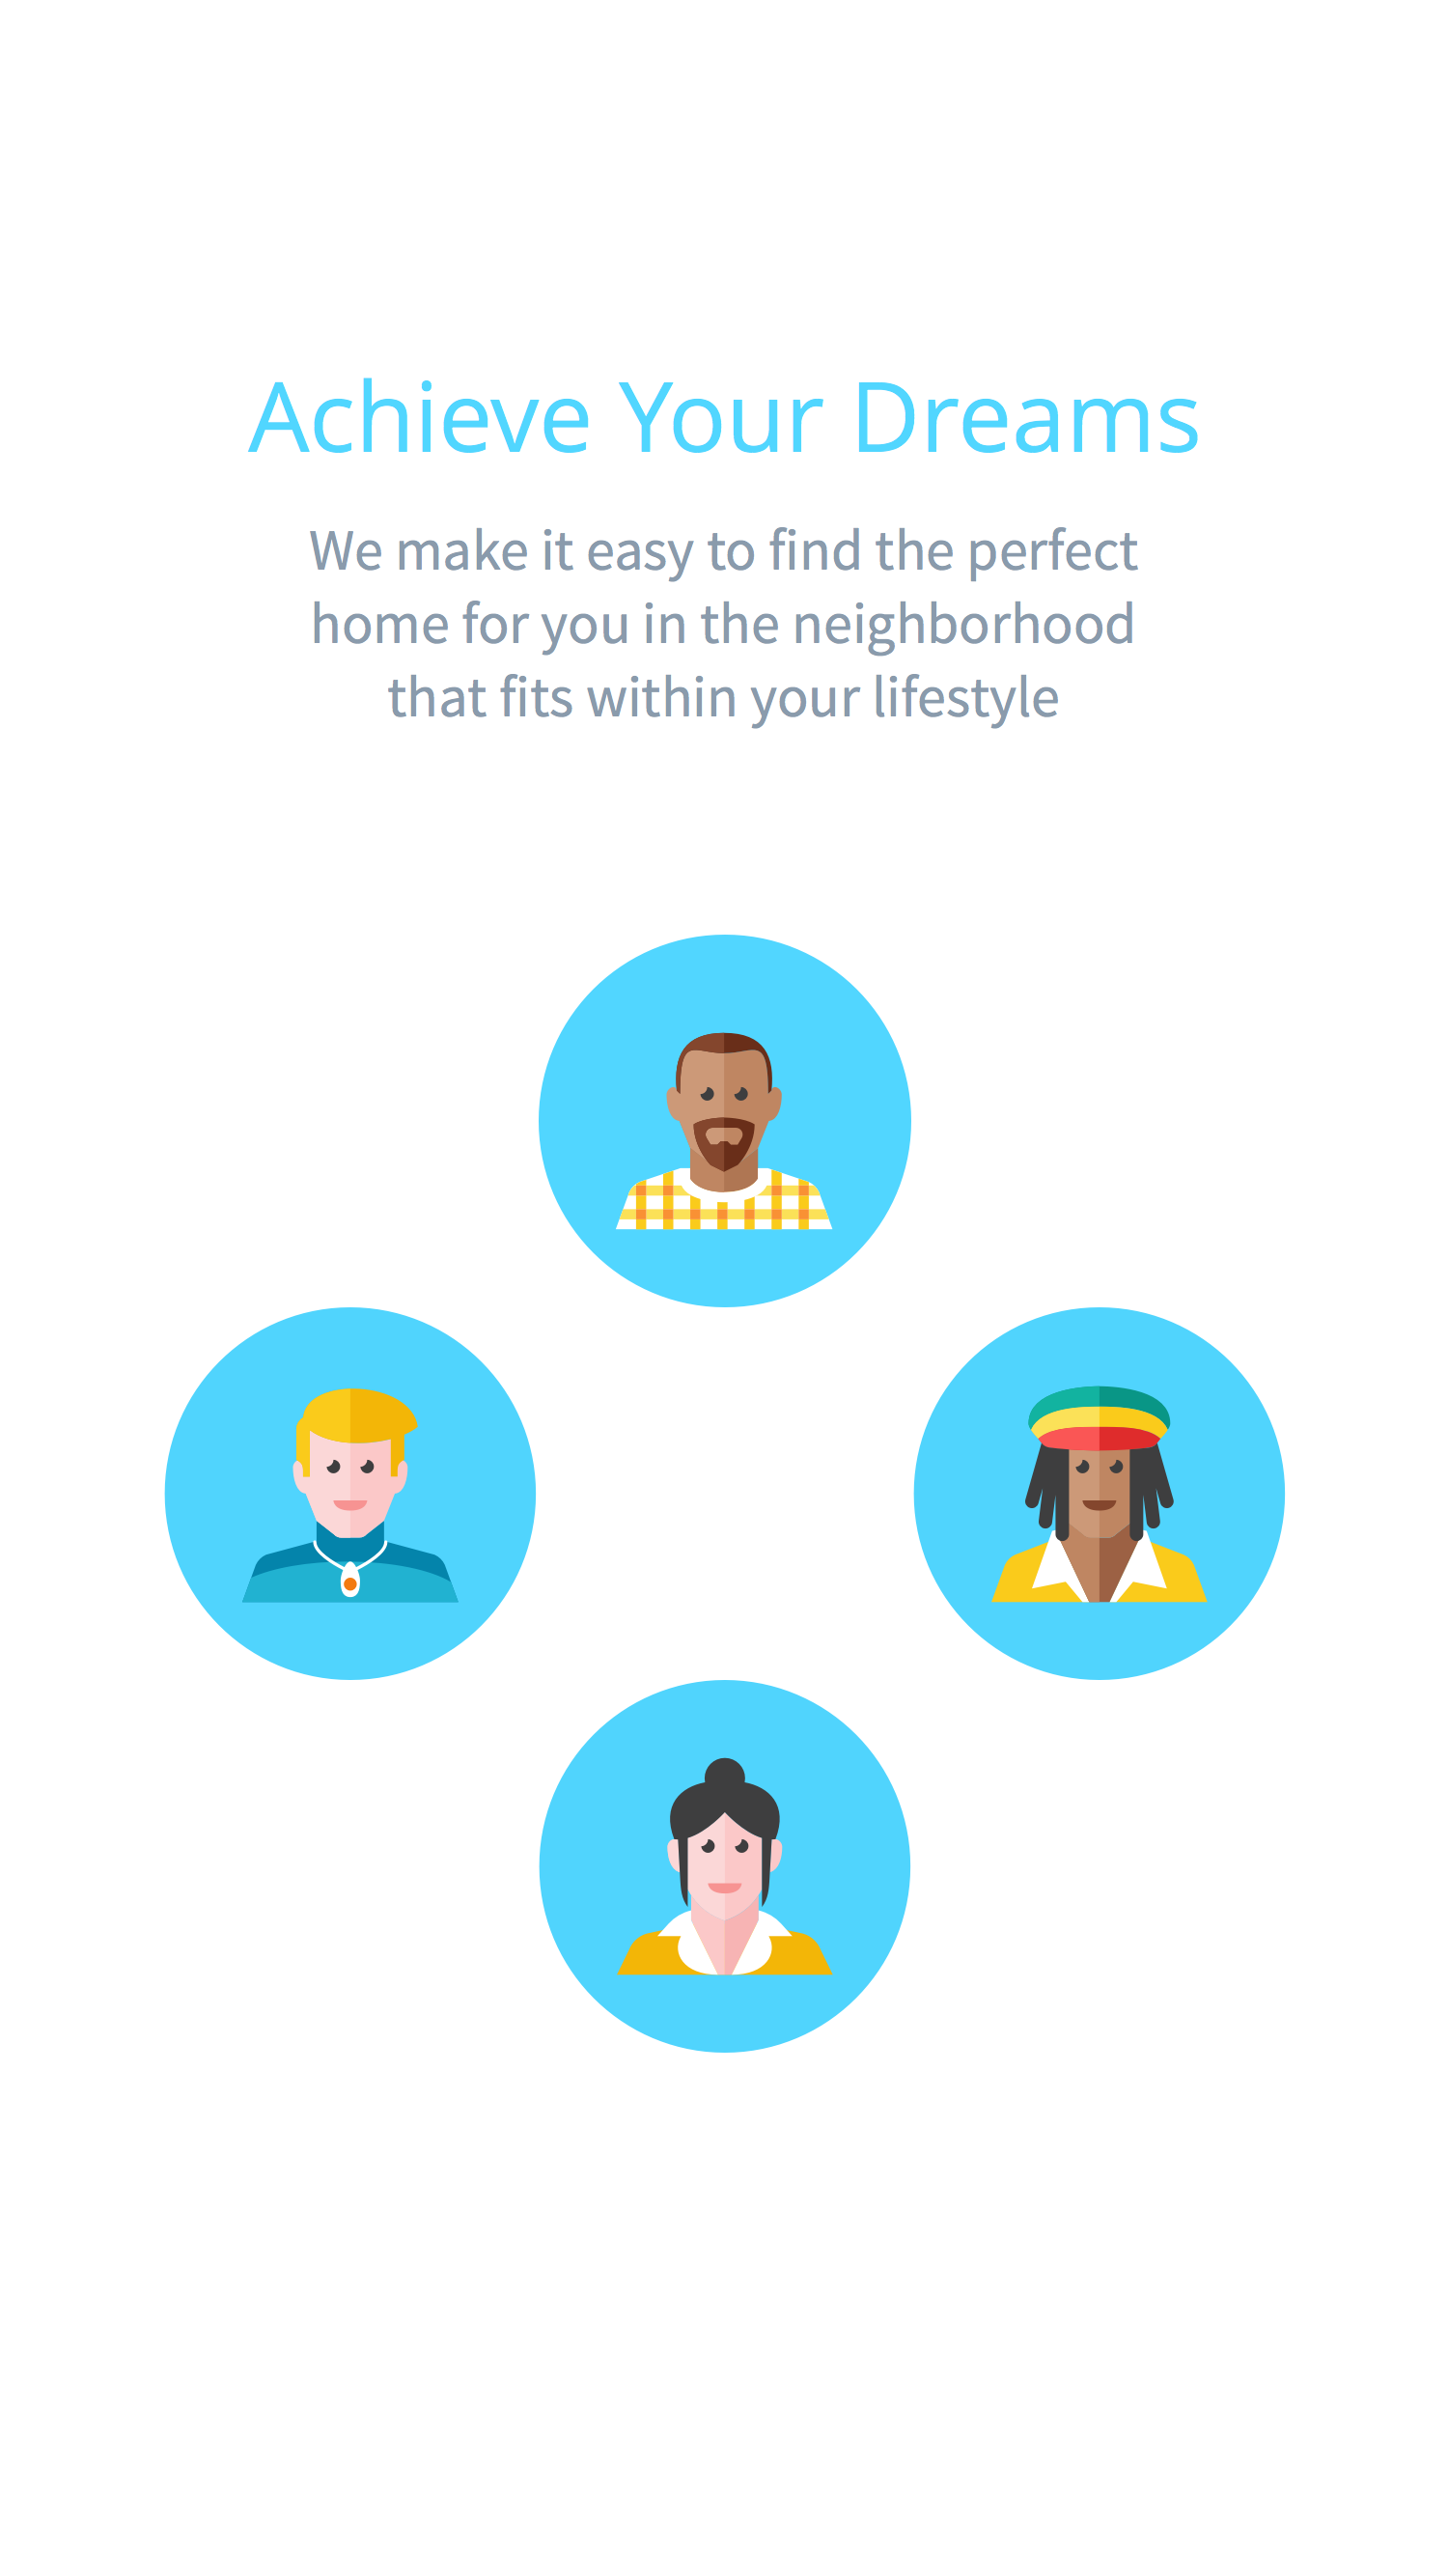 Achieve Your Dreams
We make it easy to find the perfect
home for you in the neighborhood
that fits within your lifestyle